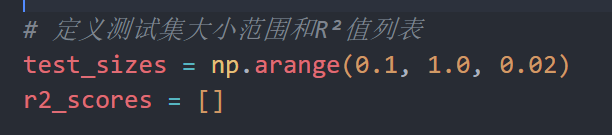 # 定义测试集大小范围和R²值列表
test_sizes = np.arange(0.1, 1.0, 0.02)
r2_scores = []